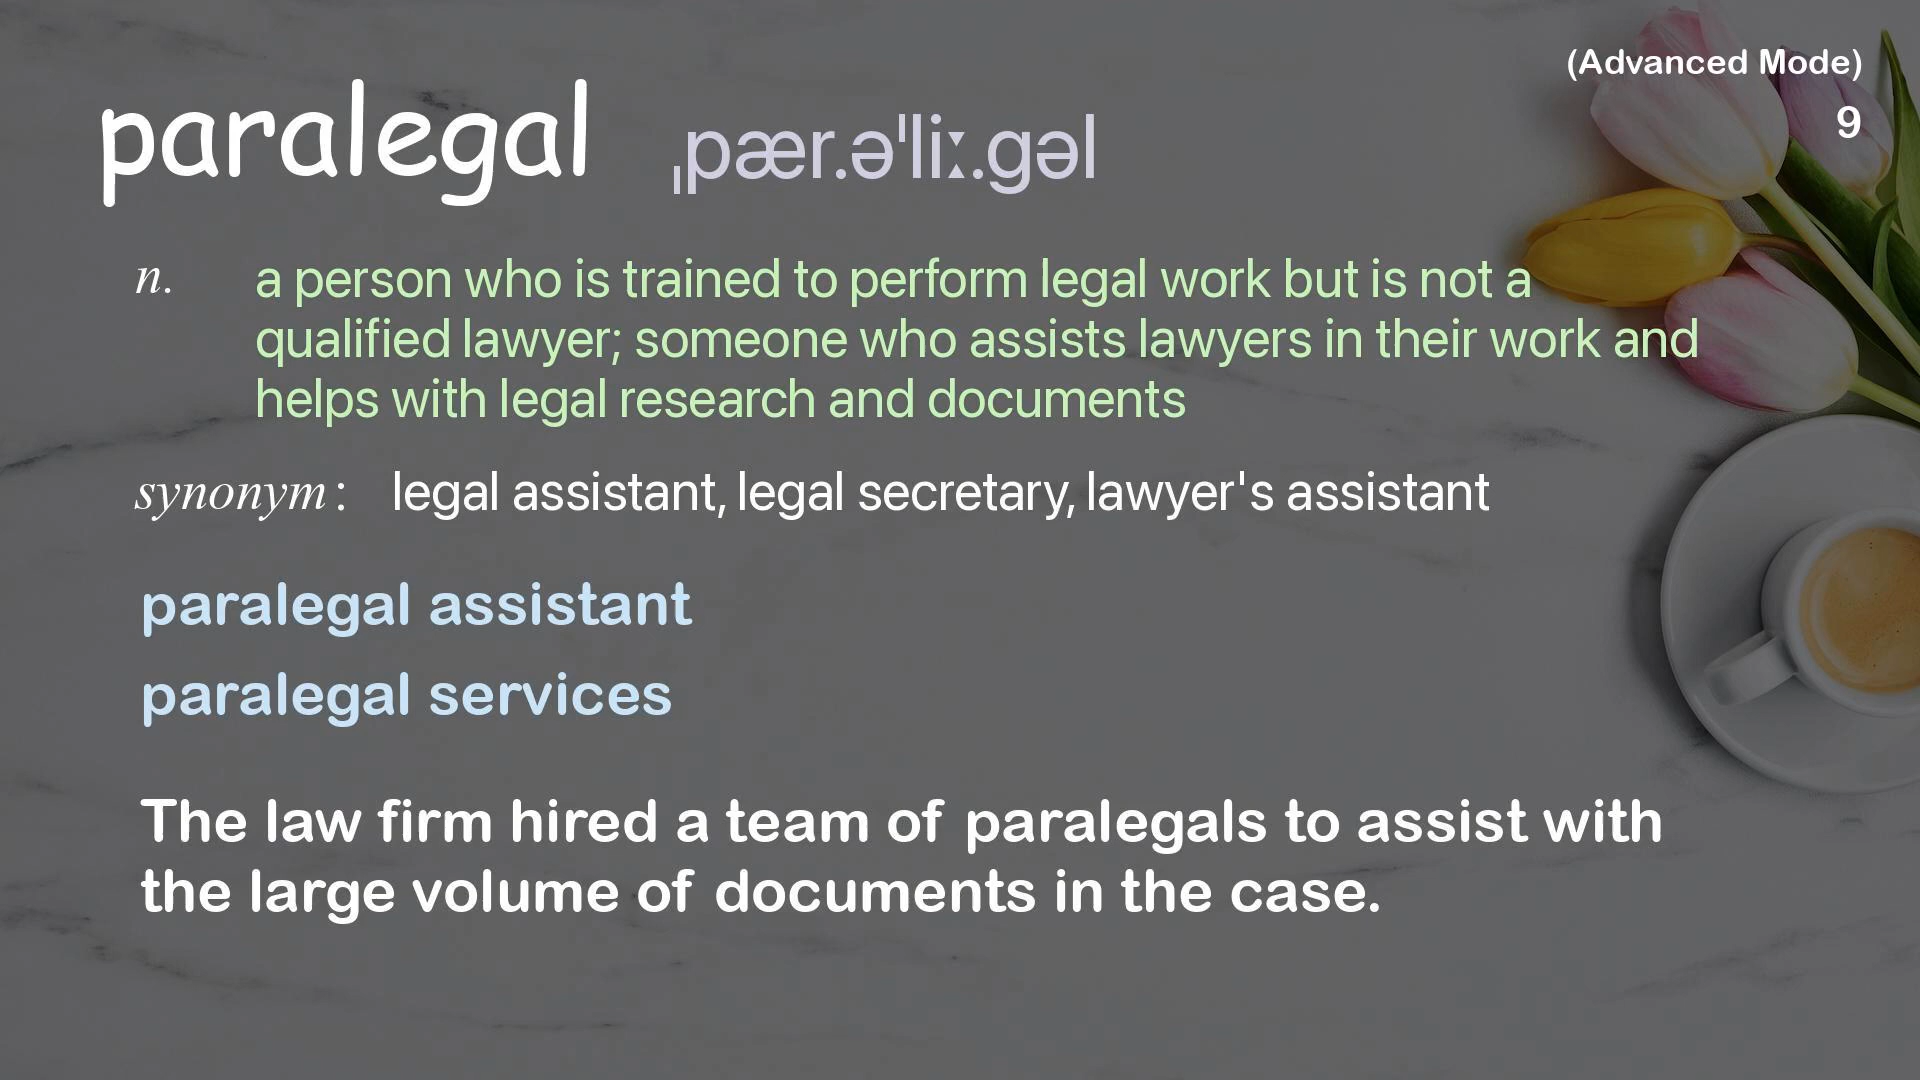 (Advanced Mode)
9
paralegal ˌpær.əˈliː.gəl
n. a person who is trained to perform legal work but is not a
qualified lawyer; someone who assists lawyers in their work and
helps with legal research and documents
synonym : legal assistant, legal secretary, lawyer's assistant
paralegal assistant
paralegal services
The law firm hired a team of paralegals to assist with
the large volume of documents in the case.